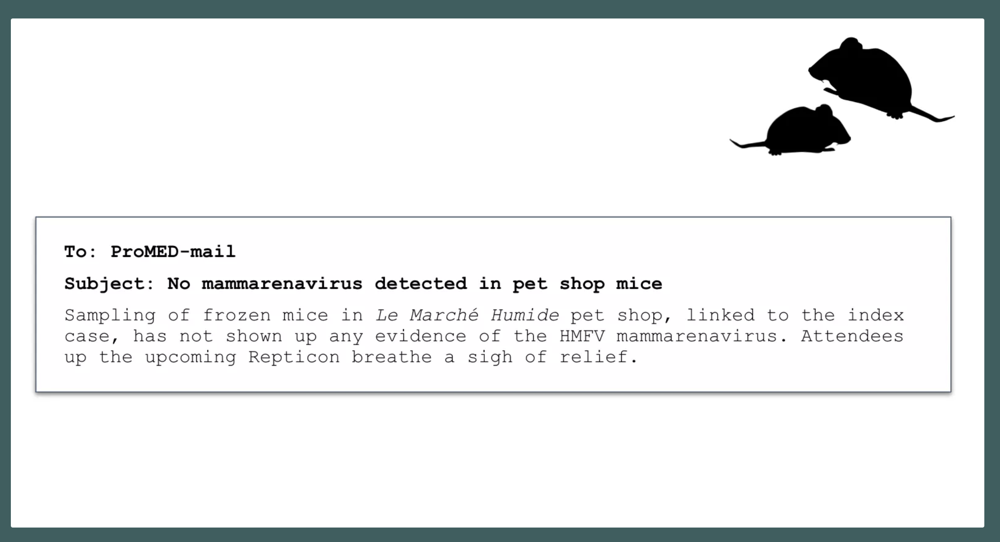 To: ProMED-mail
Subject: No mammarenavirus detected in pet shop mice
Sampling of frozen mice in Le Marché Humide pet shop, linked to the index
case, has not shown up any evidence of the HMFV mammarenavirus. Attendees
up the upcoming Repticon breathe a sigh of relief.